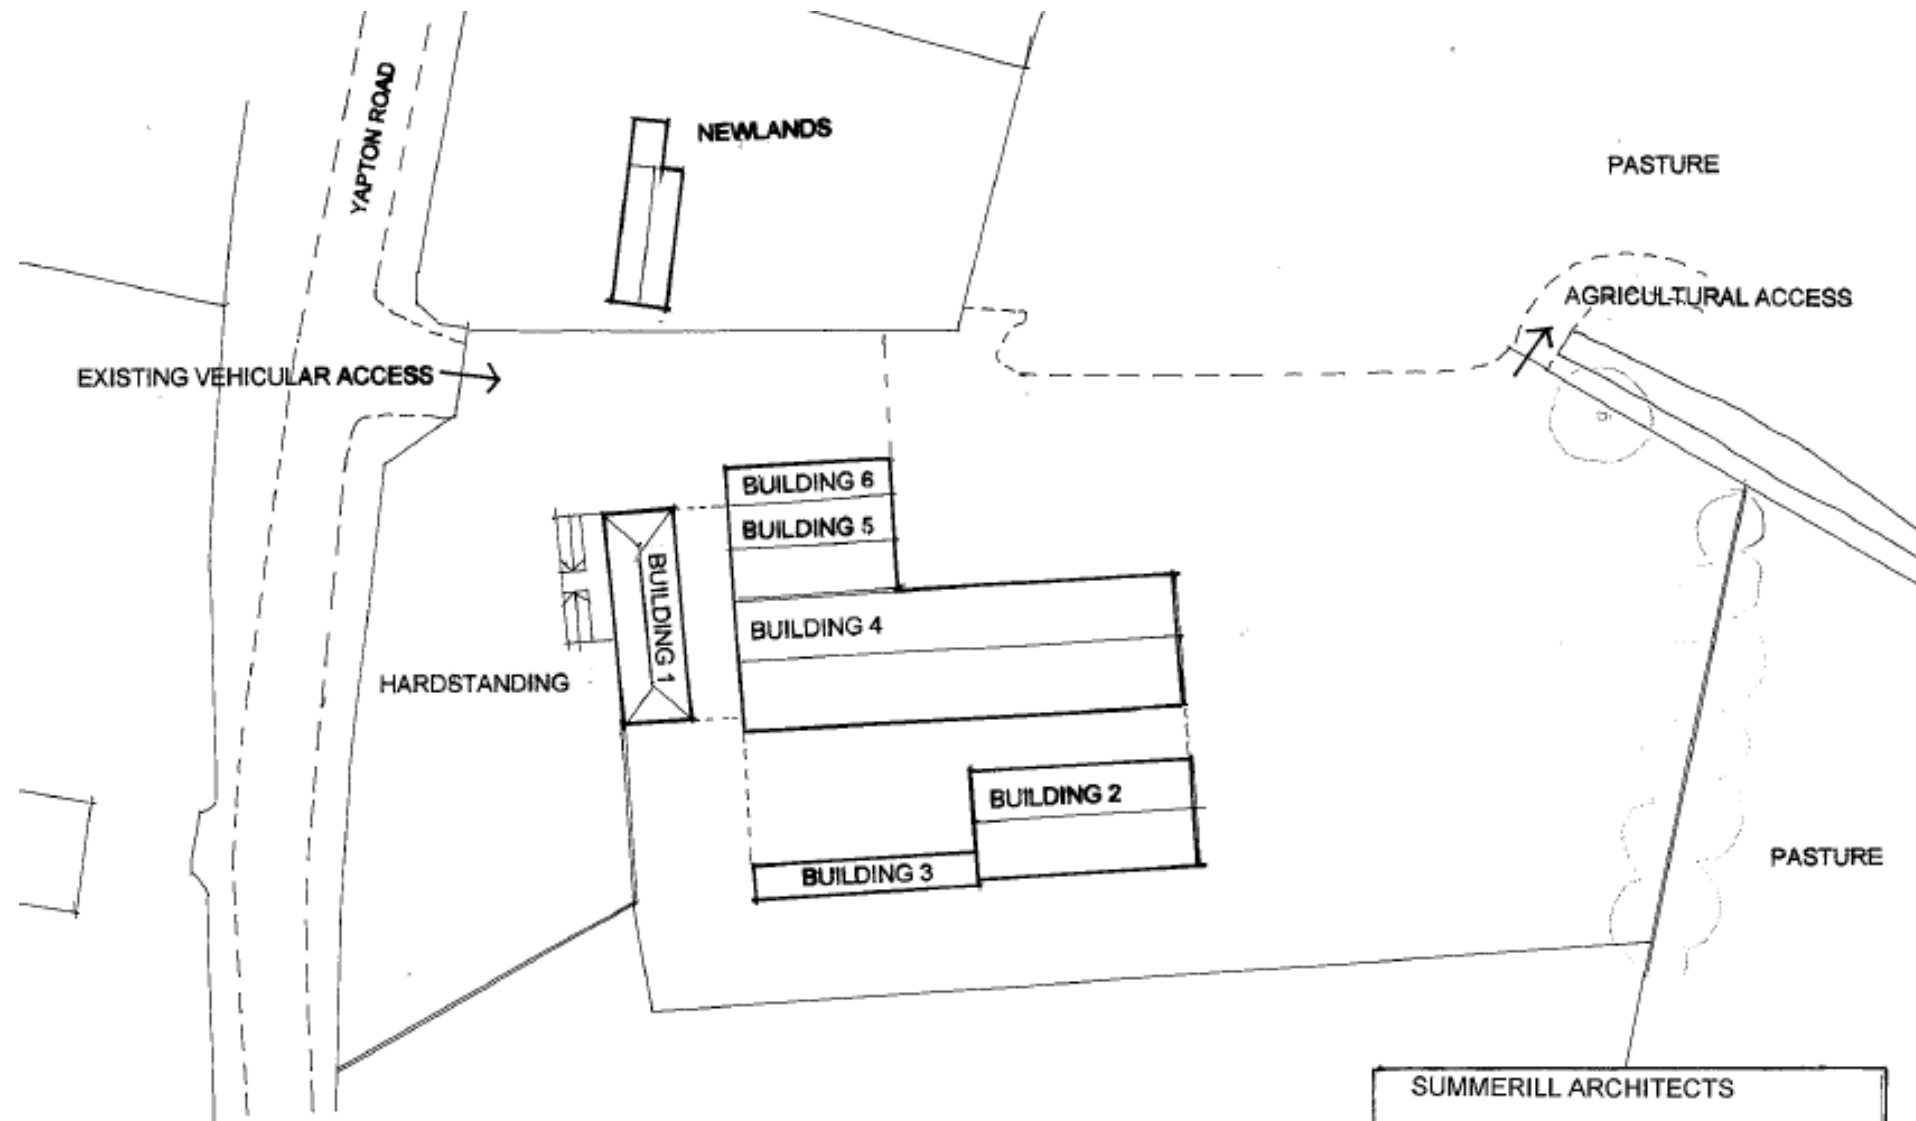 YAPTON ROAD
NEWLANDS
PASTURE
AGRICULTURAL ACCESS
EXISTING VEHICULAR ACCESS
BUILDING 6
BUILDING 5
BUILDING 1
BUILDING 4
HARDSTANDING
BUILDING 2
BUILDING 3
PASTURE
SUMMERILL ARCHITECTS